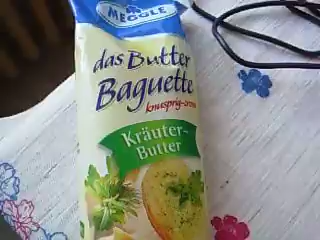 MEGGLE
das Butter
Baguette
knusprig-zart
Kräuter-
Butter